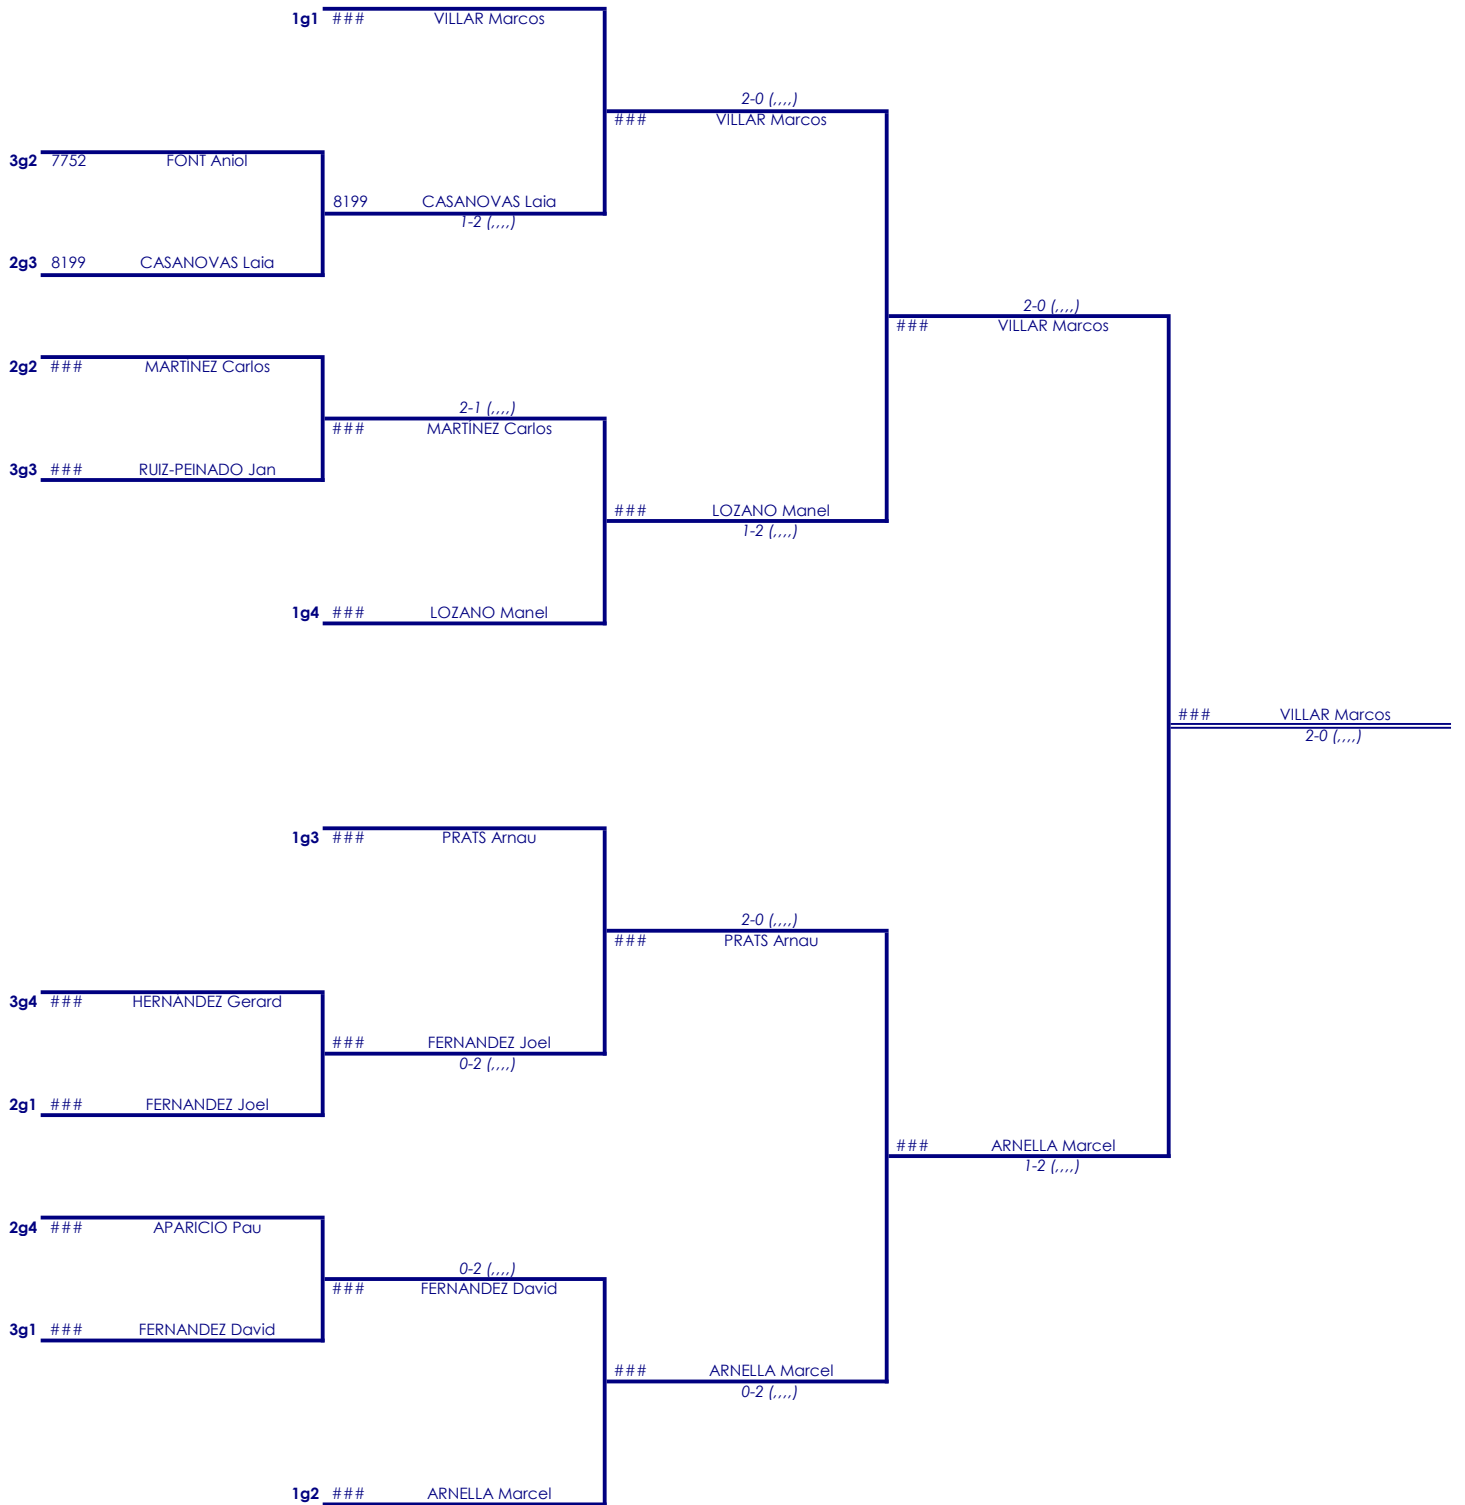 1g1 ### VILLAR Marcos
2-0 (,,,,)
### VILLAR Marcos
3g2 7752 FONT Aniol
8199 CASANOVAS Laia
1-2 (,,,,)
2g3 8199 CASANOVAS Laia
2-0 (,,,,)
### VILLAR Marcos
2g2 ### MARTÍNEZ Carlos
2-1 (,,,,)
### MARTÍNEZ Carlos
3g3 ### RUIZ-PEINADO Jan
### LOZANO Manel
1-2 (,,,,)
1g4 ### LOZANO Manel
### VILLAR Marcos
2-0 (,,,,)
1g3 ### PRATS Arnau
2-0 (,,,,)
### PRATS Arnau
3g4 ### HERNANDEZ Gerard
### FERNANDEZ Joel
0-2 (,,,,)
2g1 ### FERNANDEZ Joel
### ARNELLA Marcel
1-2 (,,,,)
2g4 ### APARICIO Pau
0-2 (,,,,)
### FERNANDEZ David
3g1 ### FERNANDEZ David
### ARNELLA Marcel
0-2 (,,,,)
1g2 ### ARNELLA Marcel